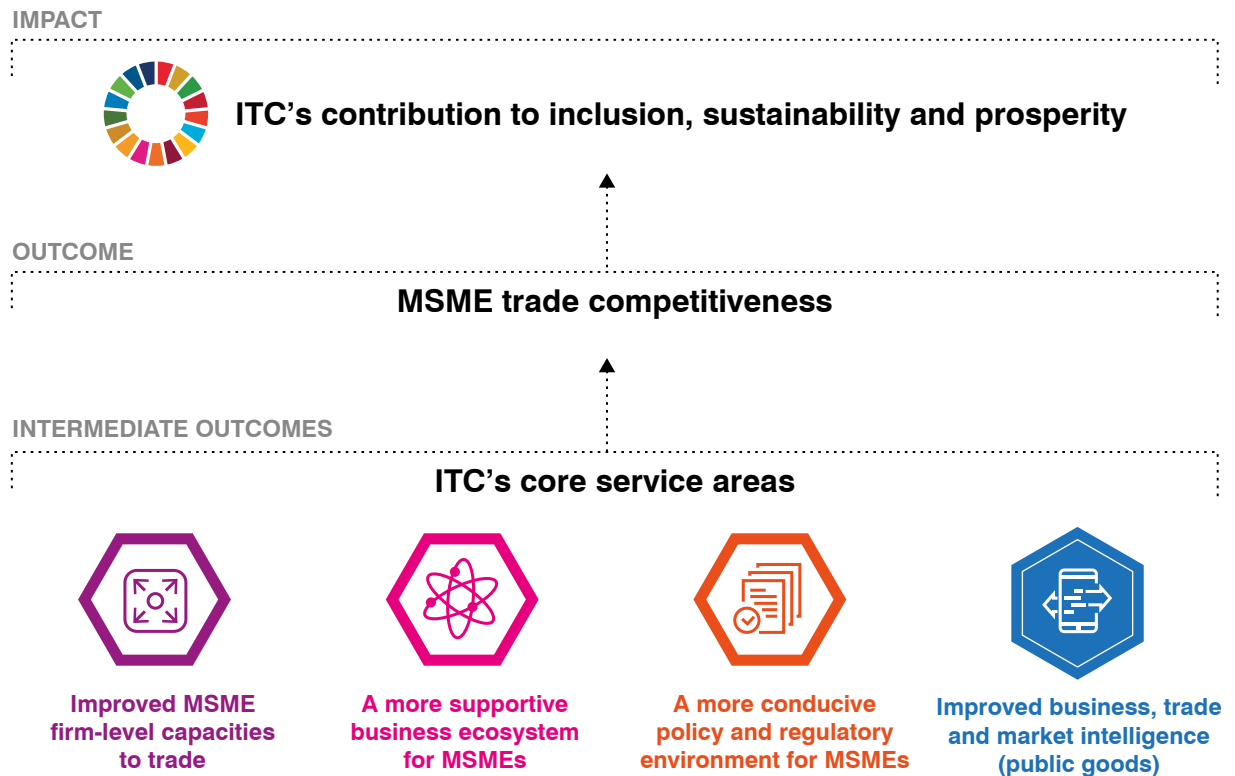 IMPACT
ITC’s contribution to inclusion, sustainability and prosperity
OUTCOME
MSME trade competitiveness
INTERMEDIATE OUTCOMES
ITC’s core service areas
Improved MSME
firm-level capacities
to trade
A more supportive
business ecosystem
for MSMEs
A more conducive
policy and regulatory
environment for MSMEs
Improved business, trade
and market intelligence
(public goods)